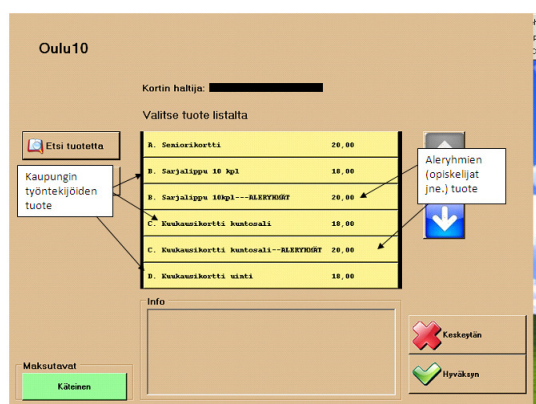 Oulu10
Kortin haltija:
Valitse tuote listalta
Etsi tuotetta
A. Seniorikortti 20,00
B. Sarjalippu 10 kpl 18,00
B. Sarjalippu 10kpl---ALERYHMÄT 20,00
C. Kuukausikortti kuntosali 18,00
C. Kuukausikortti kuntosali--ALERYHMÄT 20,00
D. Kuukausikortti uinti 18,00
Kaupungin
työntekijöiden
tuote
Aleryhmien
(opiskelijat
jne.) tuote
Info
Keskeytän
Hyväksyn
Maksutavat
Käteinen